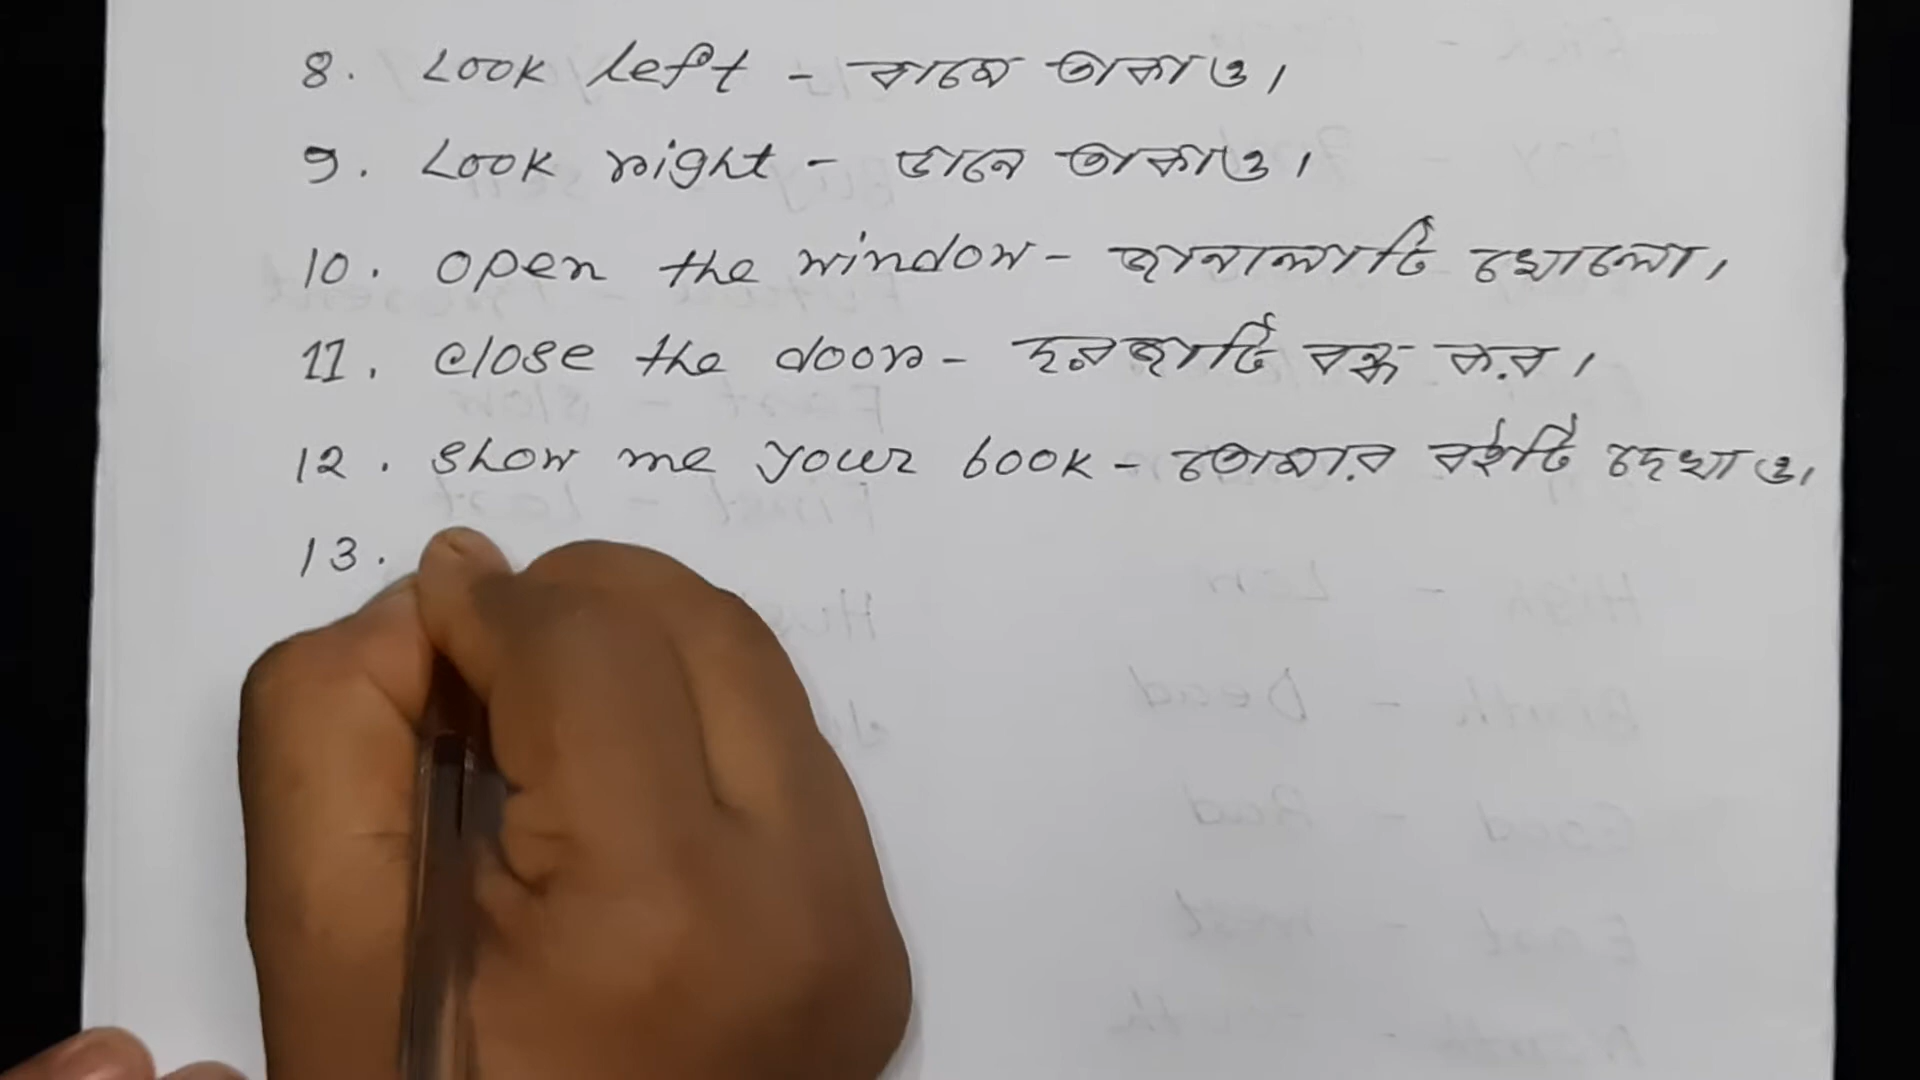 8. Look left - বামে তাকাও।
9. Look right - ডানে তাকাও।
10. open the window - জানালাটি খোলো।
11. close the door - দরজাটি বন্ধ কর।
12. show me your book - তোমার বইটি দেখাও।
13.